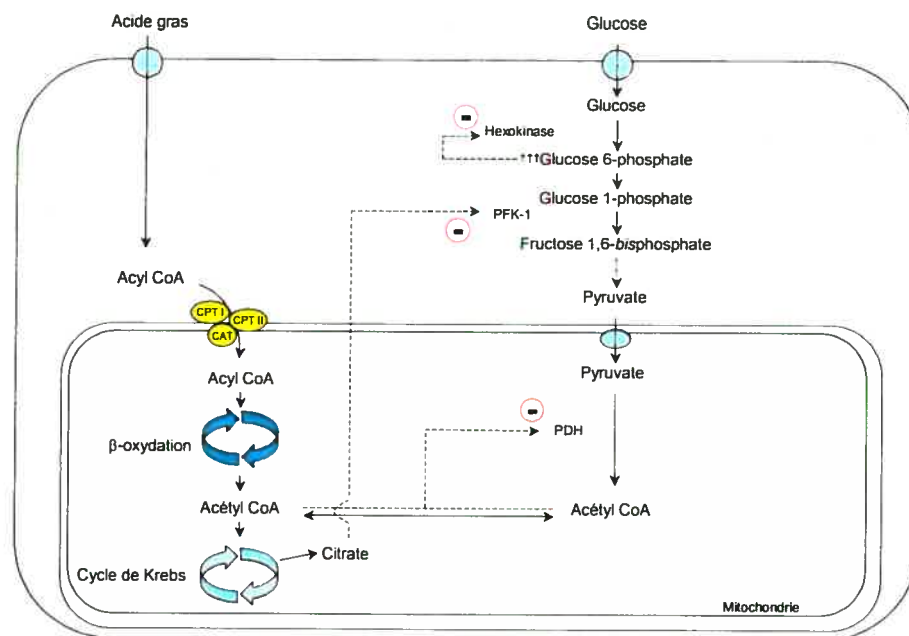 Acide gras
Glucose
Glucose
Hexokinase
↑↑↑Glucose 6-phosphate
Glucose 1-phosphate
PFK-1
Fructose 1,6-bisphosphate
Acyl CoA
Pyruvate
CPT I
CPT II
CAT
Acyl CoA
Pyruvate
β-oxydation
PDH
Acétyl CoA
Acétyl CoA
Citrate
Cycle de Krebs
Mitochondrie